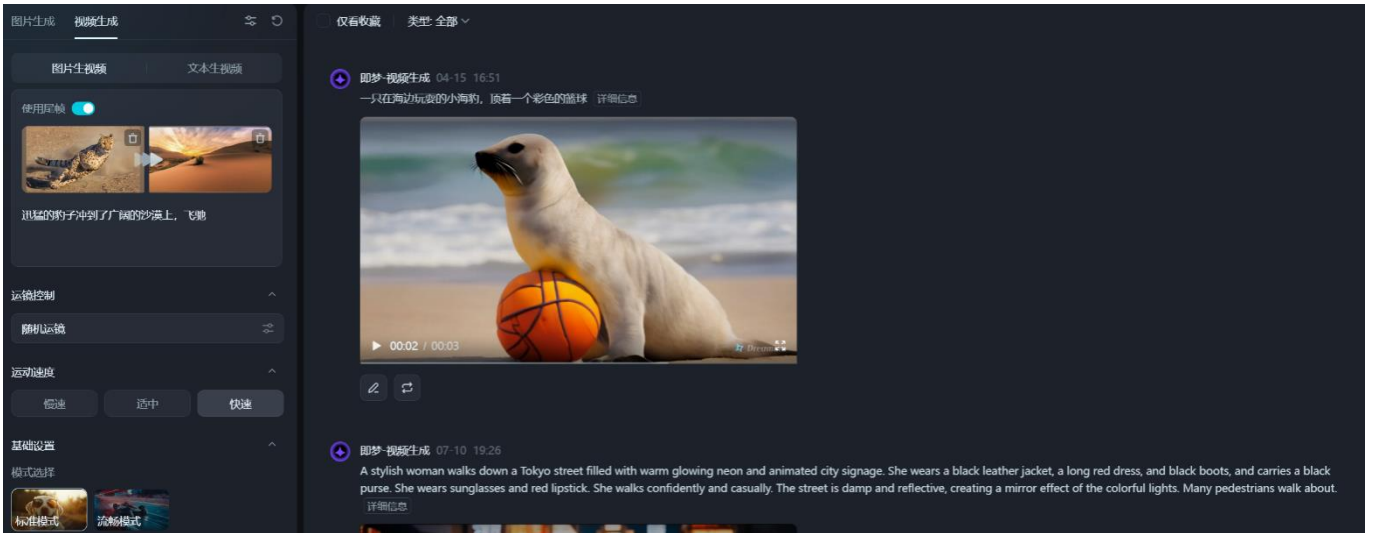 图片生成 视频生成
图片生视频 文本生视频
使用尾帧
迅猛的豹子冲到了广阔的沙漠上，飞驰
运镜控制
随机运镜
运动速度
慢速 适中 快速
基础设置
模式选择
标准模式 流畅模式
仅看收藏 类型: 全部
即梦-视频生成 04-15 16:51
一只在海边玩耍的小海豹，顶着一个彩色的篮球 详细信息
00:02 / 00:03
即梦-视频生成 07-10 19:26
A stylish woman walks down a Tokyo street filled with warm glowing neon and animated city signage. She wears a black leather jacket, a long red dress, and black boots, and carries a black
purse. She wears sunglasses and red lipstick. She walks confidently and casually. The street is damp and reflective, creating a mirror effect of the colorful lights. Many pedestrians walk about.
详细信息